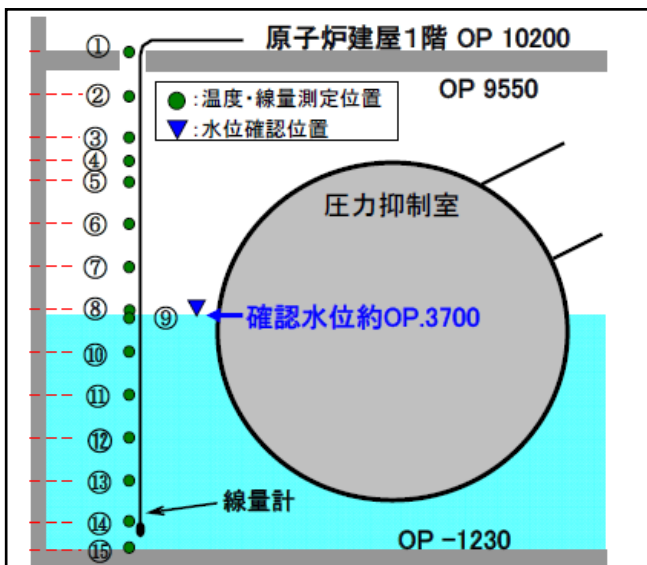 ① 原子炉建屋1階 OP 10200
② OP 9550
●:温度・線量測定位置
▼:水位確認位置
③
④
⑤
圧力抑制室
⑥
⑦
⑧
⑨ 確認水位約OP.3700
⑩
⑪
⑫
⑬
線量計
⑭
OP -1230
⑮